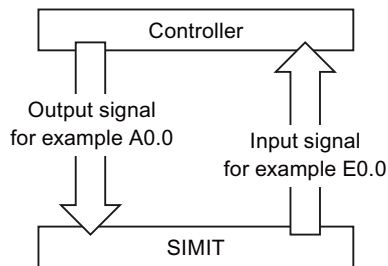 Controller
Output signal
for example A0.0
Input signal
for example E0.0
SIMIT